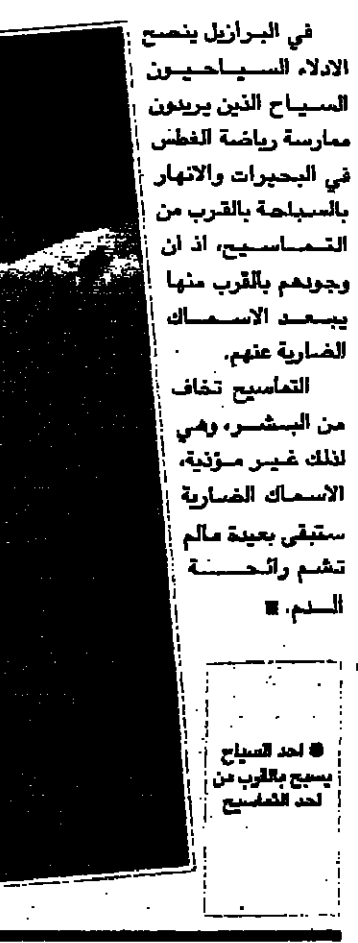 في البرازيل ينصح
الادلاء السياحيون
السياح الذين يريدون
ممارسة رياضة الغطس
في البحيرات والانهار
بالسباحة بالقرب من
التماسيح، اذ ان
وجودهم بالقرب منها
يبعد الاسماك
الضارية عنهم.
التماسيح تخاف
من البشر، وهي
لذلك غير مؤذية،
الاسماك الضارية
ستبقى بعيدة مالم
تشم رائحة
الدم. ■
■ احد السياح
يسبح بالقرب من
احد التماسيح